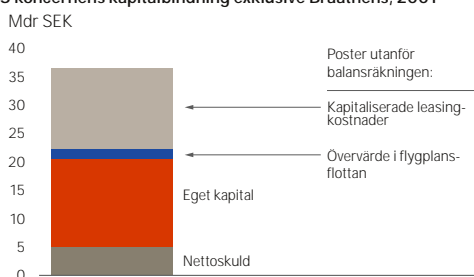 koncernens kapitalbindning exklusive Braathens, 2001
Mdr SEK
40
35
30
25
20
15
10
5
0
Poster utanför
balansräkningen:
Kapitaliserade leasing-
kostnader
Övervärde i flygplans-
flottan
Eget kapital
Nettoskuld